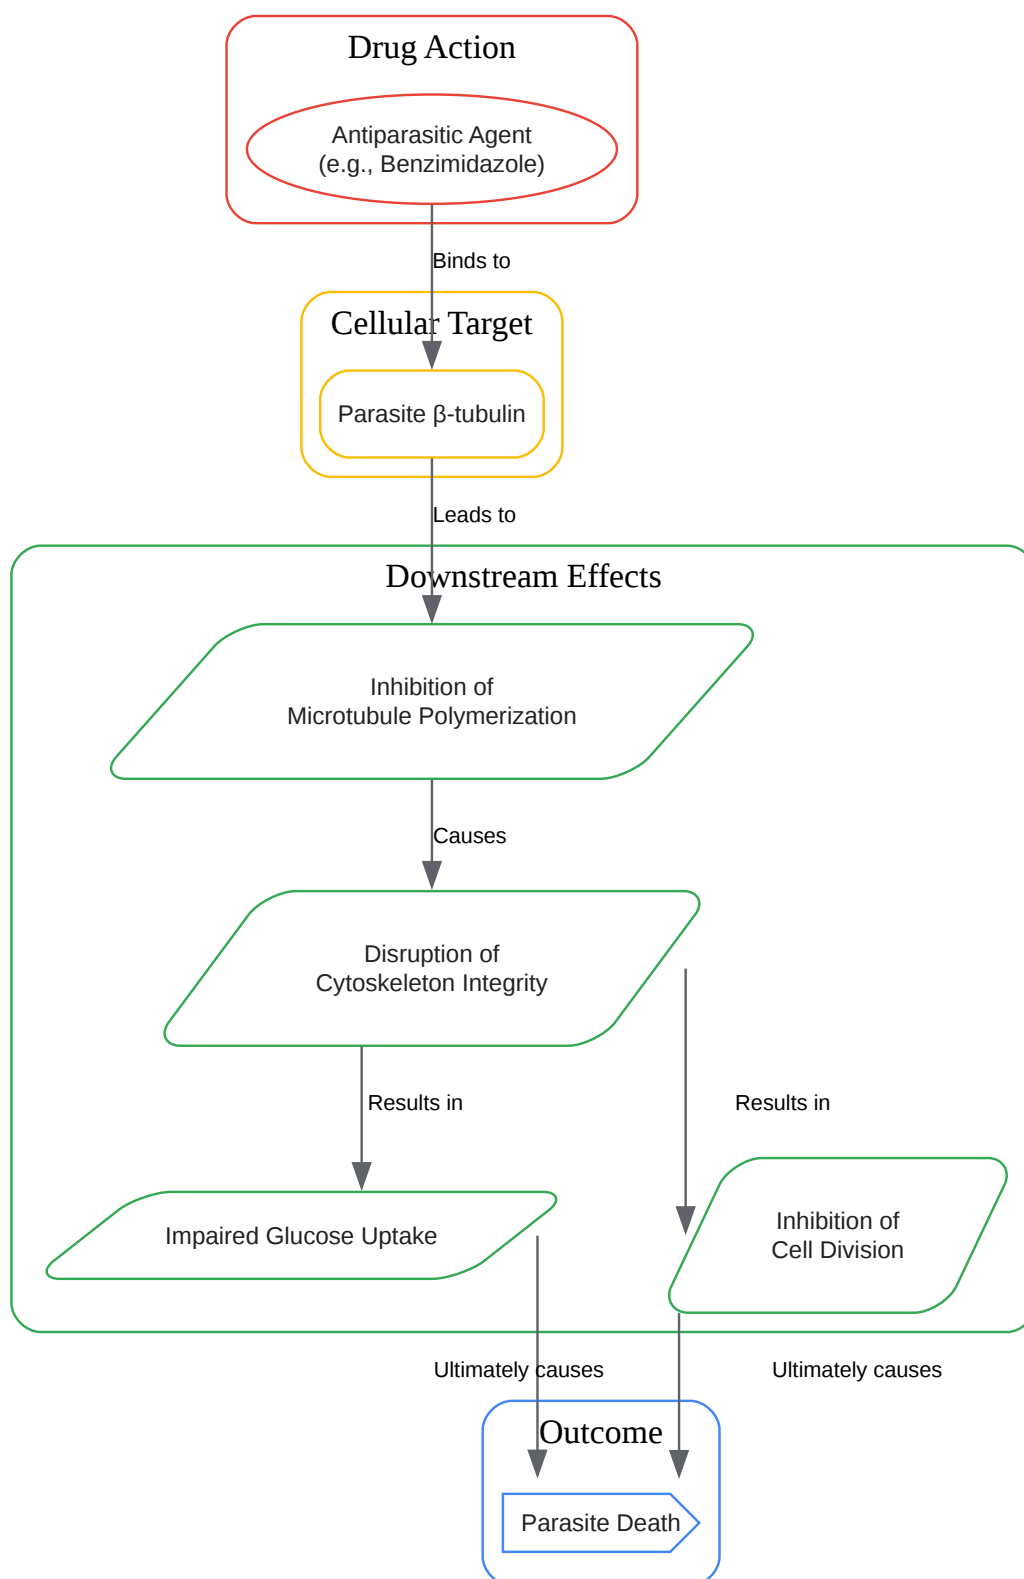 Drug Action
Antiparasitic Agent
(e.g., Benzimidazole)
Binds to
Cellular Target
Parasite β-tubulin
Leads to
Downstream Effects
Inhibition of
Microtubule Polymerization
Causes
Disruption of
Cytoskeleton Integrity
Results in
Results in
Impaired Glucose Uptake
Inhibition of
Cell Division
Ultimately causes
Ultimately causes
Outcome
Parasite Death